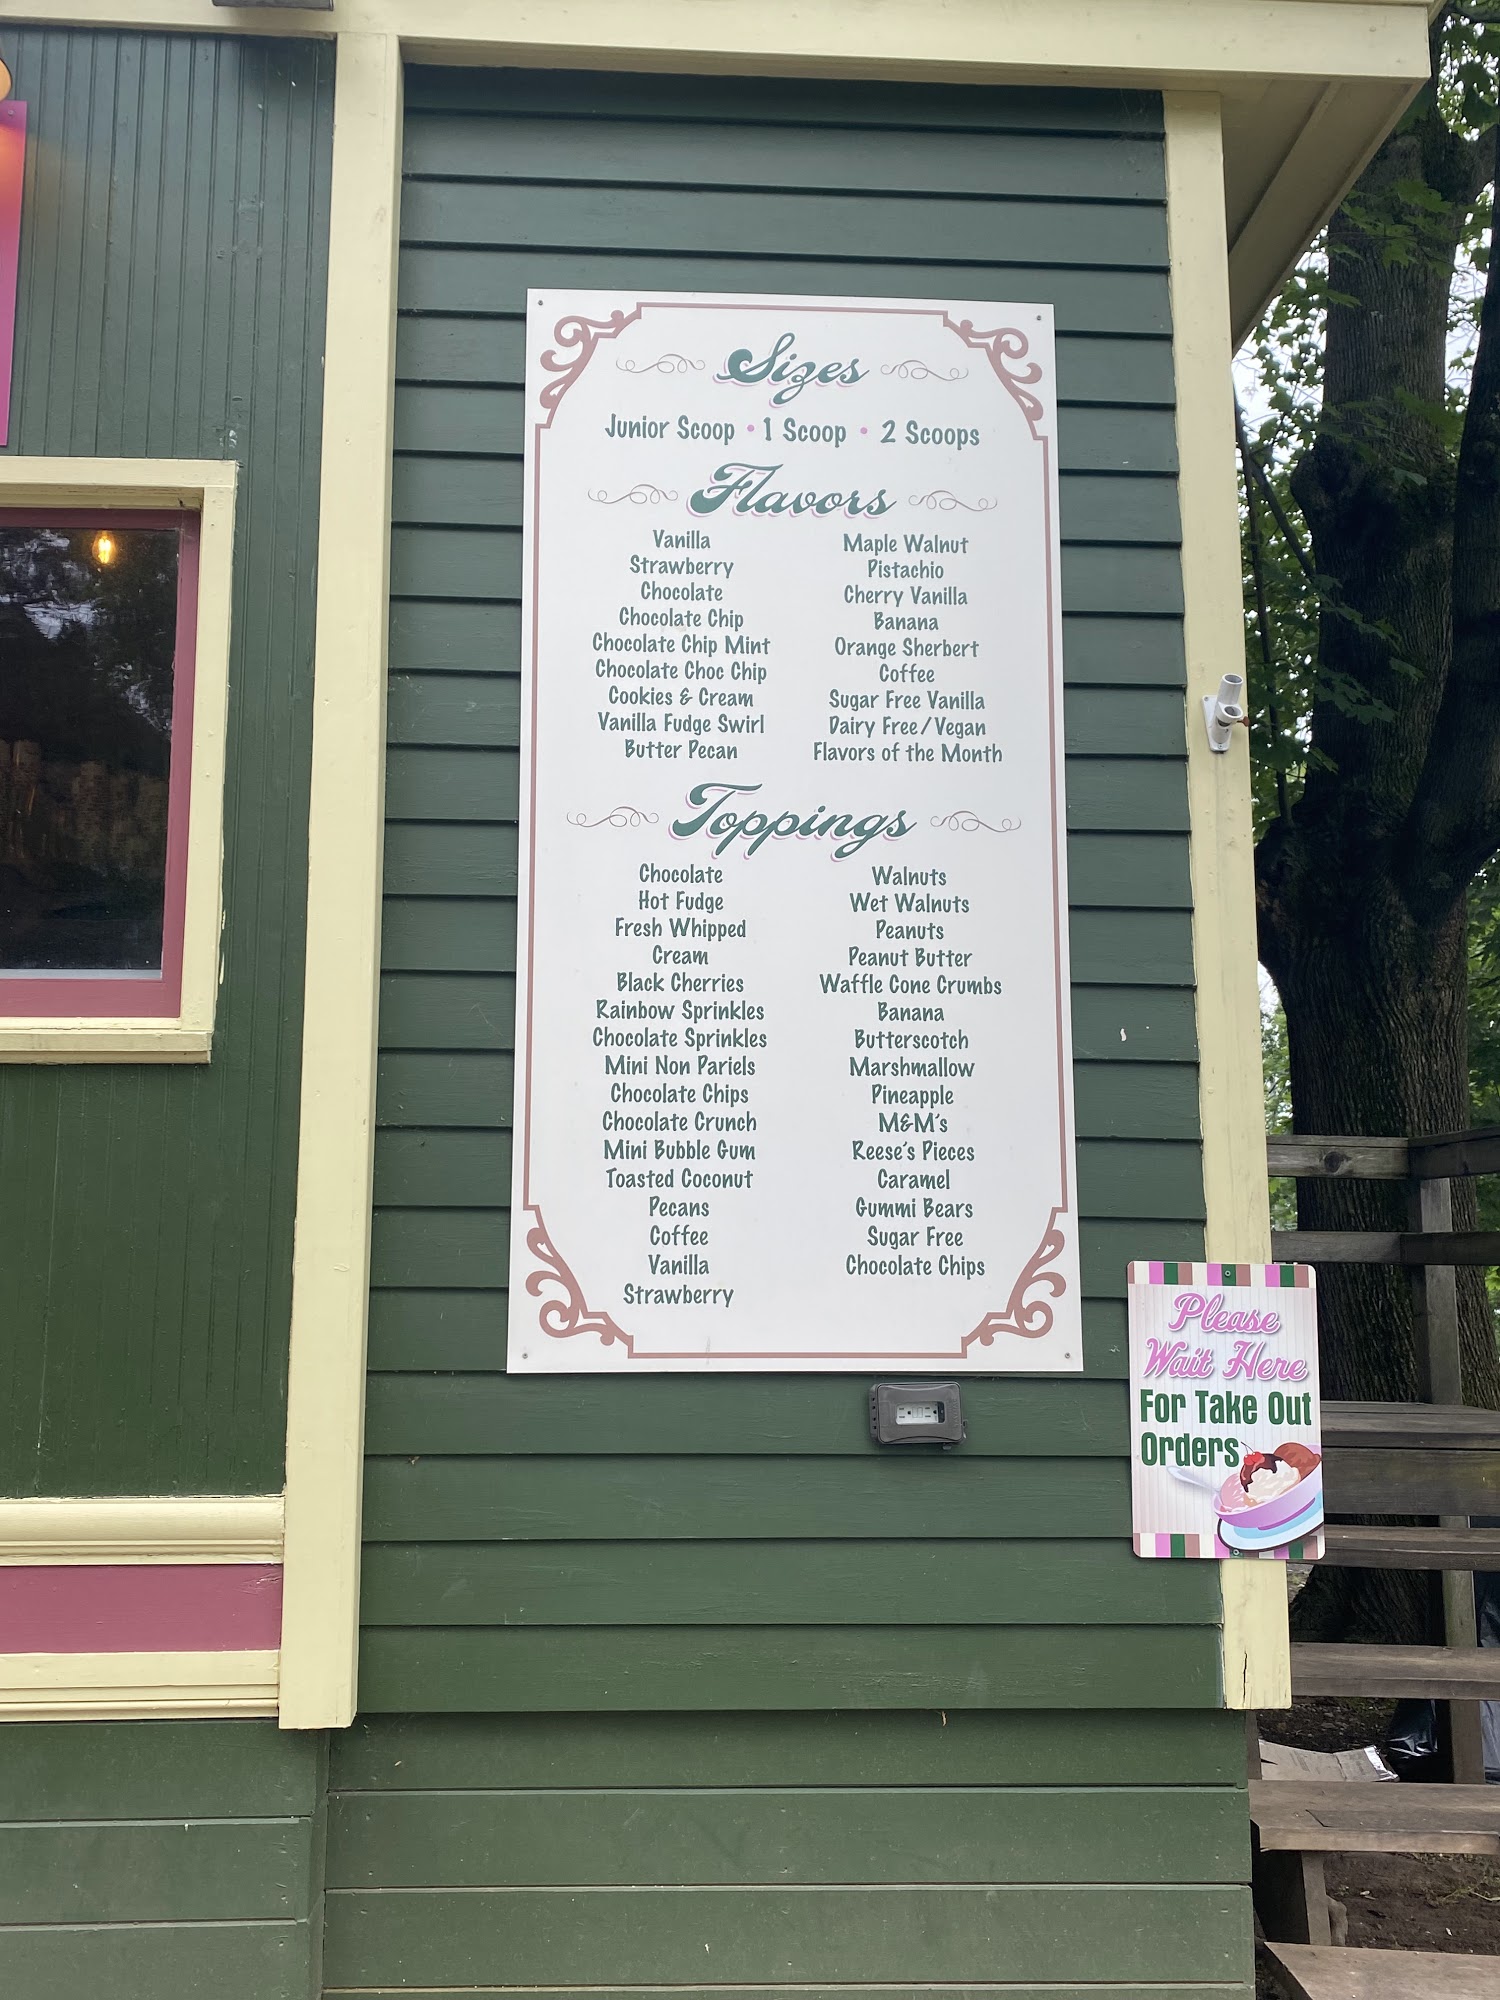 Sizes
Junior Scoop • 1 Scoop • 2 Scoops
Flavors
Vanilla
Strawberry
Chocolate
Chocolate Chip
Chocolate Chip Mint
Chocolate Choc Chip
Cookies & Cream
Vanilla Fudge Swirl
Butter Pecan
Maple Walnut
Pistachio
Cherry Vanilla
Banana
Orange Sherbert
Coffee
Sugar Free Vanilla
Dairy Free/Vegan
Flavors of the Month
Toppings
Chocolate
Hot Fudge
Fresh Whipped
Cream
Black Cherries
Rainbow Sprinkles
Chocolate Sprinkles
Mini Non Pariels
Chocolate Chips
Chocolate Crunch
Mini Bubble Gum
Toasted Coconut
Pecans
Coffee
Vanilla
Strawberry
Walnuts
Wet Walnuts
Peanuts
Peanut Butter
Waffle Cone Crumbs
Banana
Butterscotch
Marshmallow
Pineapple
M&M's
Reese's Pieces
Caramel
Gummi Bears
Sugar Free
Chocolate Chips
Please
Wait Here
For Take Out
Orders